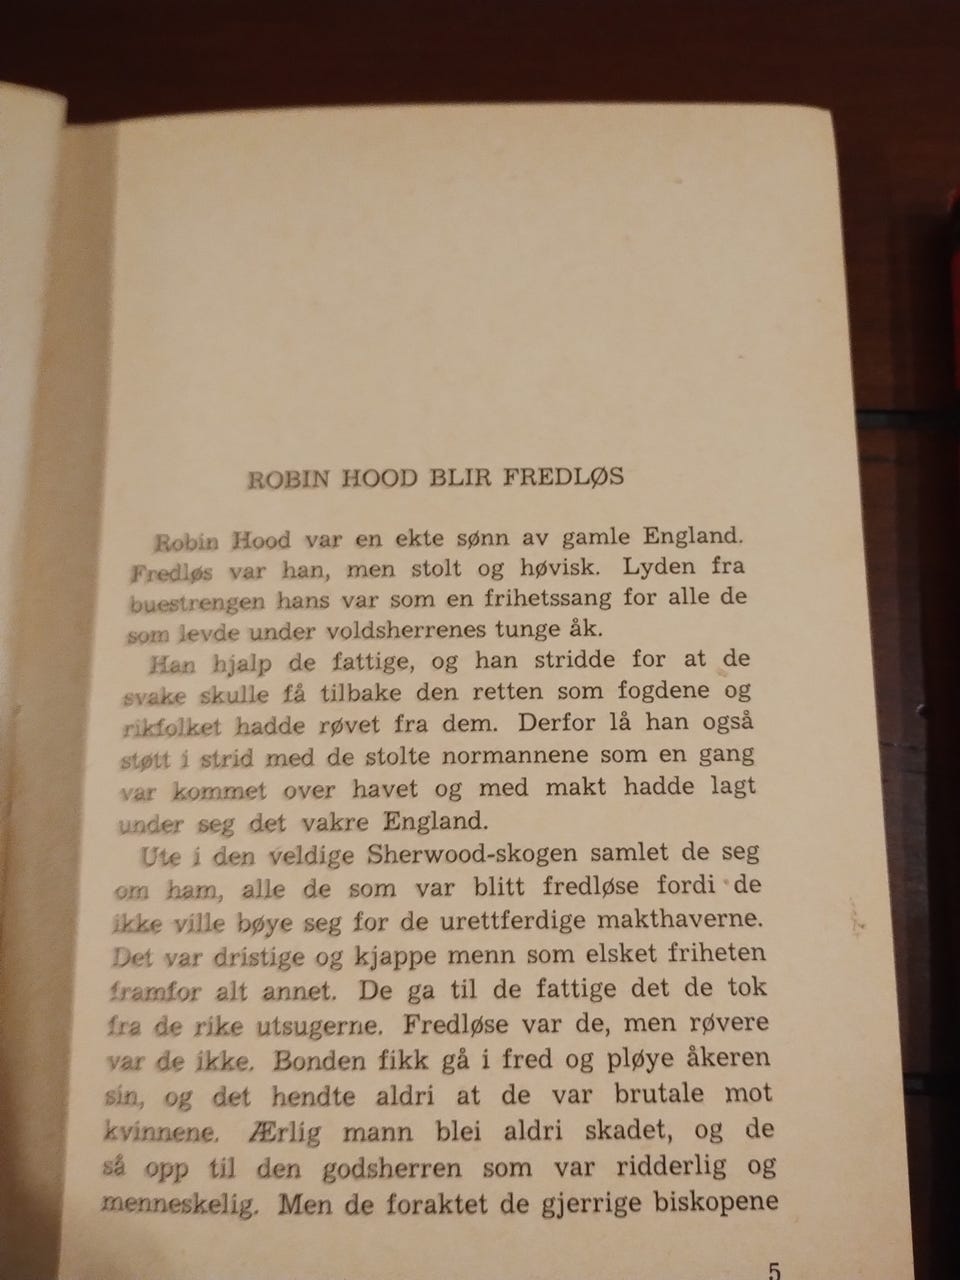 ROBIN HOOD BLIR FREDLØS
Robin Hood var en ekte sønn av gamle England.
Fredløs var han, men stolt og høvisk. Lyden fra
buestrengen hans var som en frihetssang for alle de
som levde under voldsherrenes tunge åk.
Han hjalp de fattige, og han stridde for at de
svake skulle få tilbake den retten som fogdene og
rikfolket hadde røvet fra dem. Derfor lå han også
støtt i strid med de stolte normannene som en gang
var kommet over havet og med makt hadde lagt
under seg det vakre England.
Ute i den veldige Sherwood-skogen samlet de seg
om ham, alle de som var blitt fredløse fordi de
ikke ville bøye seg for de urettferdige makthaverne.
Det var dristige og kjappe menn som elsket friheten
framfor alt annet. De ga til de fattige det de tok
fra de rike utsugerne. Fredløse var de, men røvere
var de ikke. Bonden fikk gå i fred og pløye åkeren
sin, og det hendte aldri at de var brutale mot
kvinnene. Ærlig mann blei aldri skadet, og de
så opp til den godsherren som var ridderlig og
menneskelig. Men de foraktet de gjerrige biskopene
5